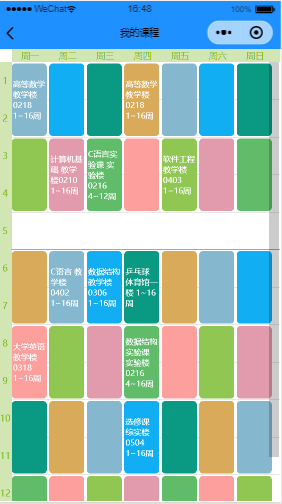 WeChat 16:48 100%
我的课程
周一 周二 周三 周四 周五 周六 周日
1
高等数学
教学楼
0218
1~16周
高等数学
教学楼
0218
1~16周
2
3
计算机基
础 教学
楼0210
1~16周
C语言实
验课 实
验楼
0216
4~12周
软件工程
教学楼
0403
1~16周
4
6
C语言 教
学楼
0402
1~16周
数据结构
教学楼
0306
1~16周
乒乓球
体育馆一
楼 1~16
周
7
8
大学英语
教学楼
0318
1~16周
数据结构
实验课
实验楼
0216
4~16周
9
10
选修课
综实楼
0504
1~16周
11
12